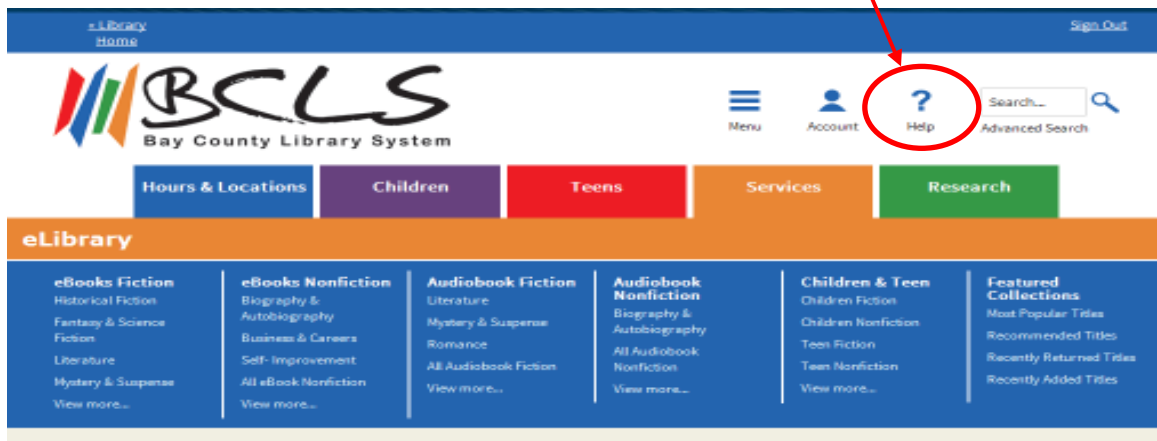 eLibrary
Home
Sign Out
BCLS
Bay County Library System
Menu
Account
?
Help
Search...
Advanced Search
Hours & Locations
Children
Teens
Services
Research
eLibrary
eBooks Fiction
Historical Fiction
Fantasy & Science
Fiction
Literature
Mystery & Suspense
View more...
eBooks Nonfiction
Biography &
Autobiography
Business & Careers
Self- Improvement
All eBook Nonfiction
View more...
Audiobook Fiction
Literature
Mystery & Suspense
Romance
All Audiobook Fiction
View more...
Audiobook
Nonfiction
Biography &
Autobiography
All Audiobook
Nonfiction
View more...
Children & Teen
Children Fiction
Children Nonfiction
Teen Fiction
Teen Nonfiction
View more...
Featured
Collections
Most Popular Titles
Recommended Titles
Recently Returned Titles
Recently Added Titles